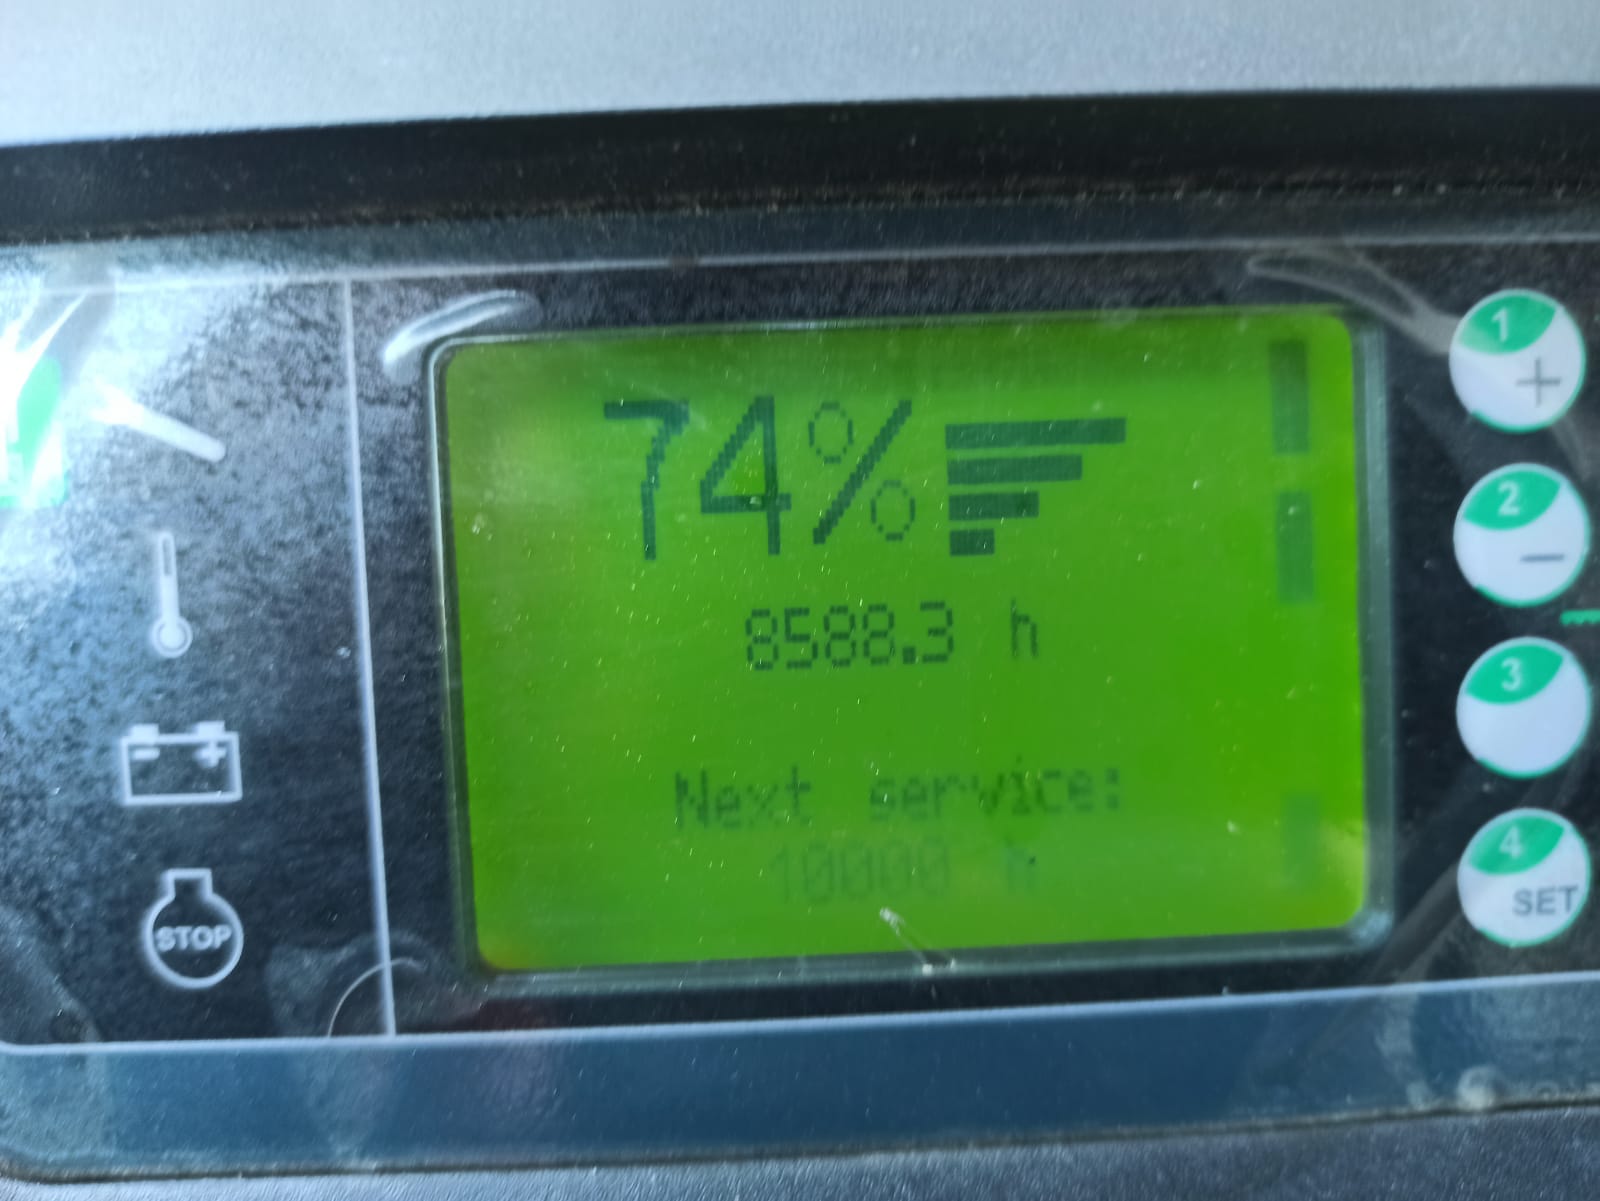 74%
8588.3 h
Next service:
10000 h
STOP
1
+
2
−
3
4
SET